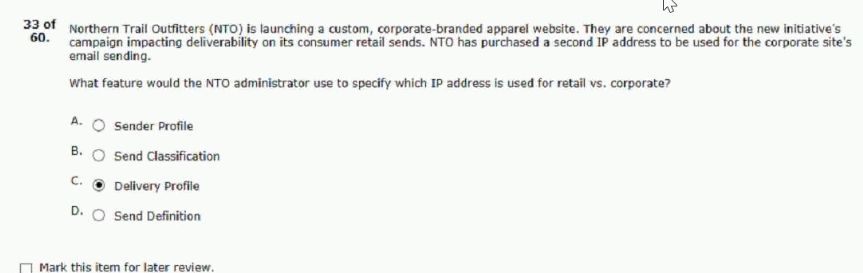 33 of
60.
Northern Trail Outfitters (NTO) is launching a custom, corporate-branded apparel website. They are concerned about the new initiative's
campaign impacting deliverability on its consumer retail sends. NTO has purchased a second IP address to be used for the corporate site's
email sending.
What feature would the NTO administrator use to specify which IP address is used for retail vs. corporate?
A. Sender Profile
B. Send Classification
C. Delivery Profile
D. Send Definition
Mark this item for later review.